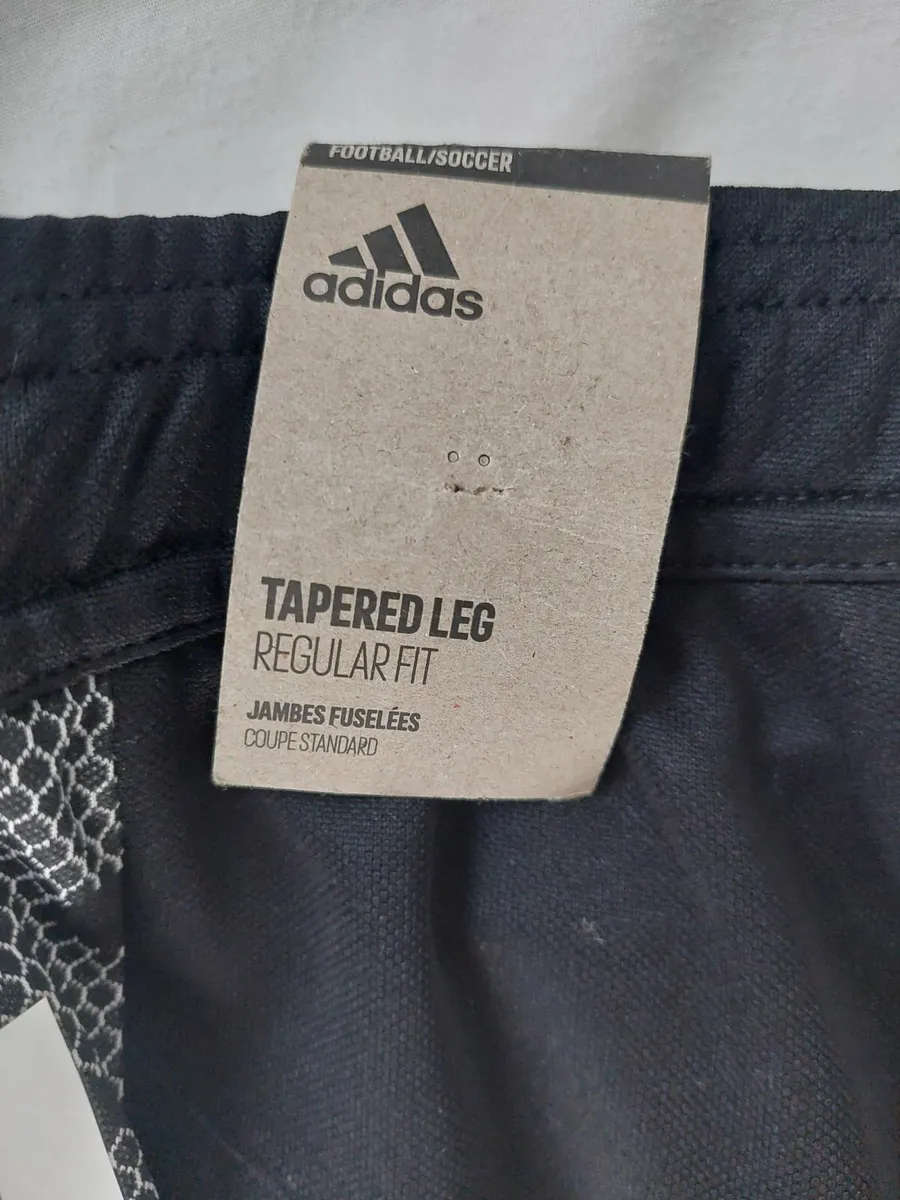 FOOTBALL/SOCCER
adidas
TAPERED LEG
REGULAR FIT
JAMBES FUSELÉES
COUPE STANDARD